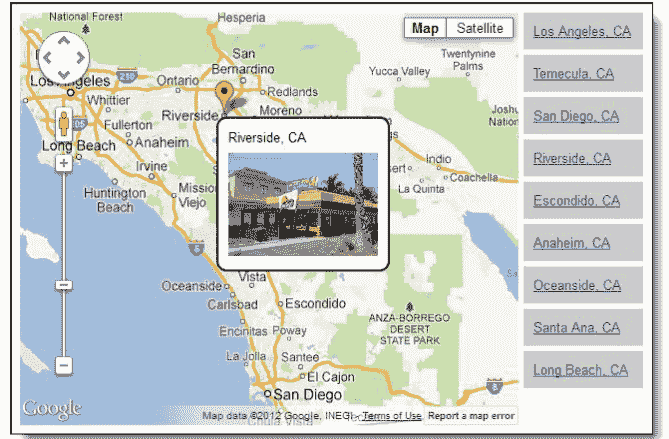 National Forest
Hesperia
Map
Satellite
Los Angeles, CA
San Bernardino
Twentynine Palms
Yucca Valley
Los Angeles
210
Ontario
Redlands
Temecula, CA
Whittier
Riverside
Moreno
San Diego, CA
Fullerton
Anaheim
Long Beach
Riverside, CA
Irvine
Indio
Riverside, CA
Coachella
La Quinta
Huntington Beach
Mission Viejo
Escondido, CA
5
Anaheim, CA
Vista
Oceanside
Oceanside, CA
Carlsbad
Escondido
ANZA-BORREGO
DESERT
STATE PARK
Encinitas
Poway
Santa Ana, CA
La Jolla
Santee
El Cajon
Long Beach, CA
8
San Diego
Google
Map data ©2012 Google, INEGI - Terms of Use Report a map error